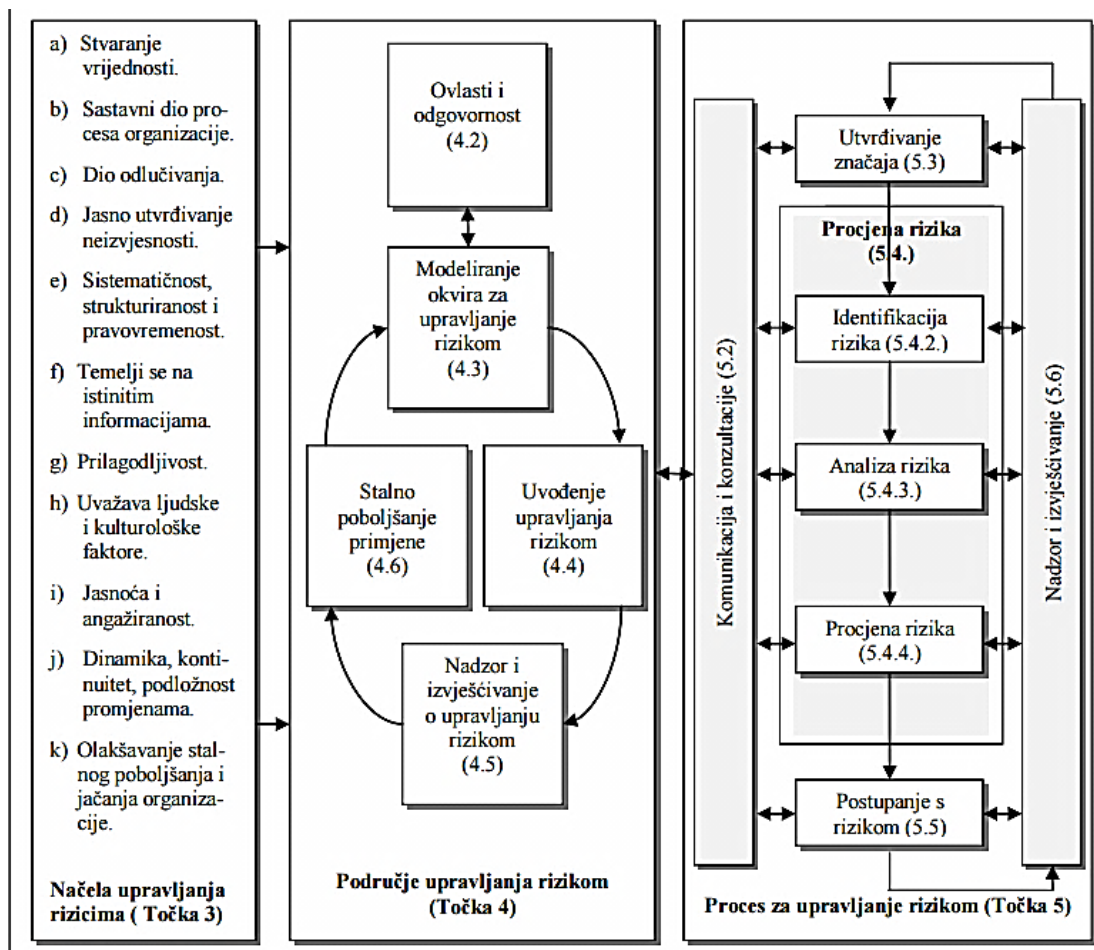 a) Stvaranje
vrijednosti.
b) Sastavni dio pro-
cesa organizacije.
c) Dio odlučivanja.
d) Jasno utvrđivanje
neizvjesnosti.
e) Sistematičnost,
strukturiranost i
pravovremenost.
f) Temelji se na
istinitim
informacijama.
g) Prilagodljivost.
h) Uvažava ljudske
i kulturološke
faktore.
i) Jasnoća i
angažiranost.
j) Dinamika, konti-
nuitet, podložnost
promjenama.
k) Olakšavanje stal-
nog poboljšanja i
jačanja organiza-
cije.
Načela upravljanja
rizicima ( Točka 3)
Ovlasti i
odgovornost
(4.2)
Modeliranje
okvira za
upravljanje
rizikom
(4.3)
Stalno
poboljšanje
primjene
(4.6)
Uvođenje
upravljanja
rizikom
(4.4)
Nadzor i
izvješćivanje
o upravljanju
rizikom
(4.5)
Područje upravljanja rizikom
(Točka 4)
Komunikacija i konzultacije (5.2)
Utvrđivanje
značaja (5.3)
Procjena rizika
(5.4.)
Identifikacija
rizika (5.4.2.)
Analiza rizika
(5.4.3.)
Procjena rizika
(5.4.4.)
Postupanje s
rizikom (5.5)
Nadzor i izvješćivanje (5.6)
Proces za upravljanje rizikom (Točka 5)